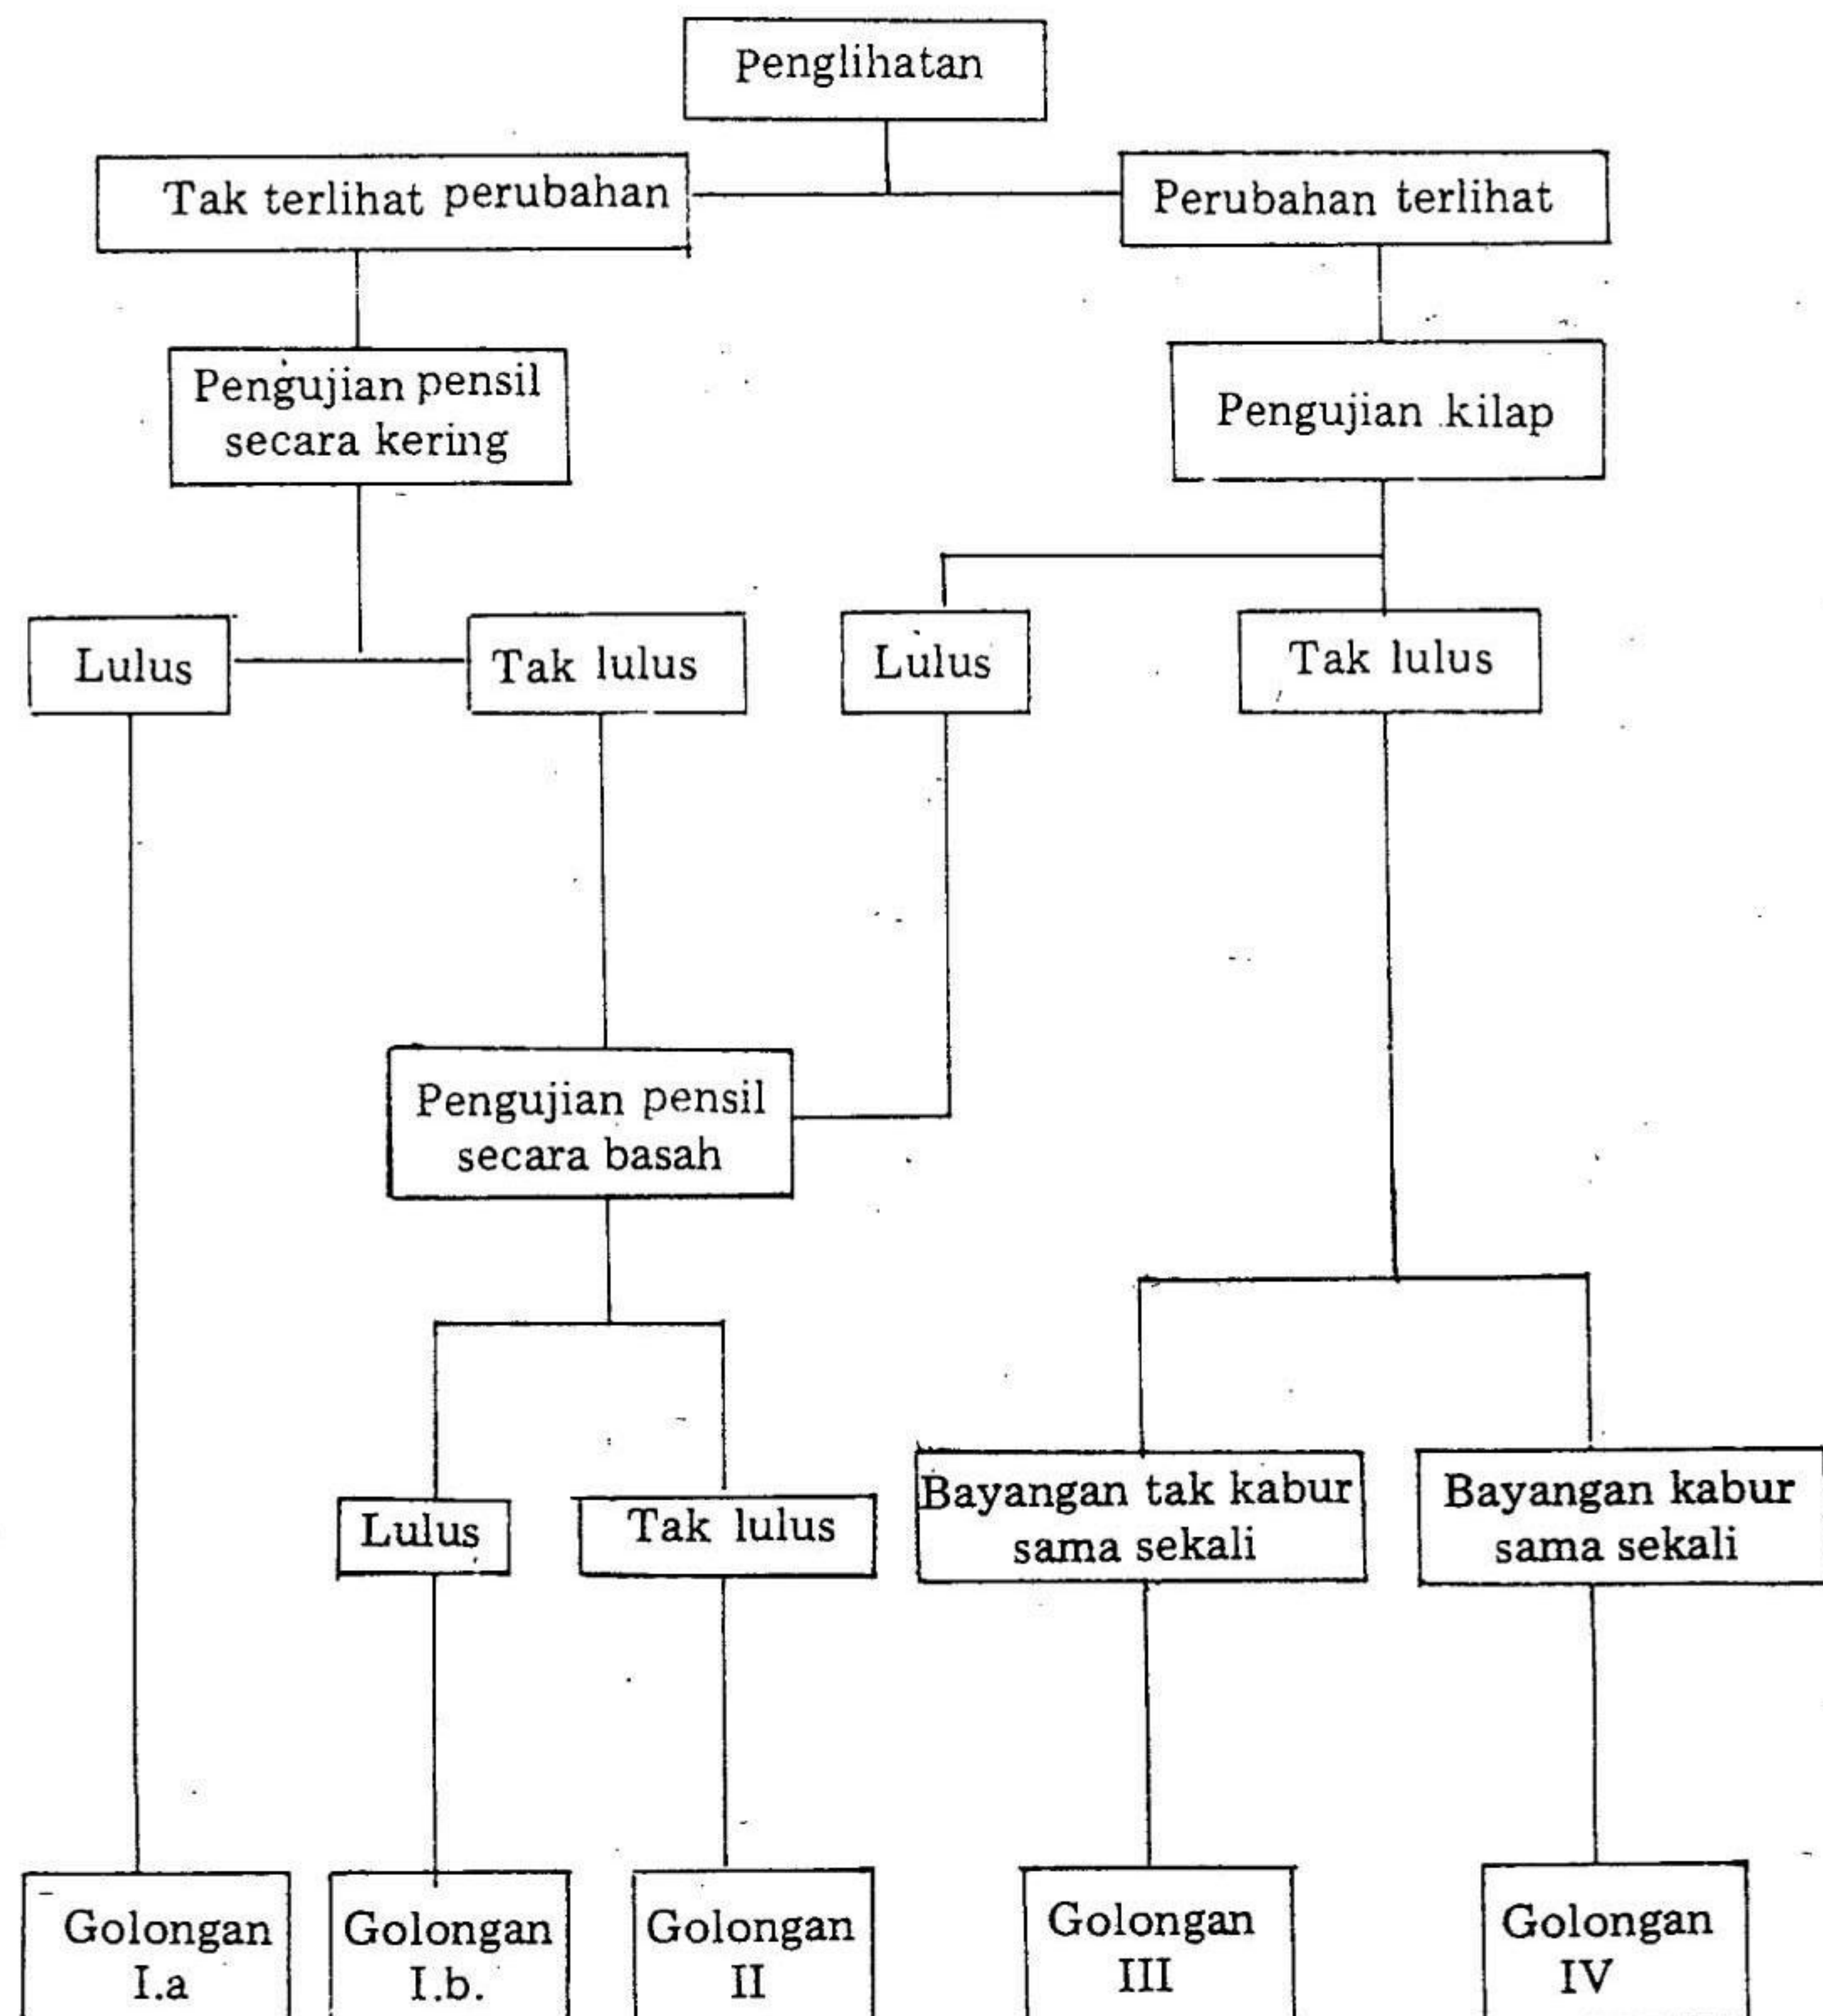 Penglihatan
Tak terlihat perubahan
Perubahan terlihat
Pengujian pensil
secara kering
Pengujian kilap
Lulus
Tak lulus
Lulus
Tak lulus
Pengujian pensil
secara basah
Lulus
Tak lulus
Bayangan tak kabur
sama sekali
Bayangan kabur
sama sekali
Golongan
I.a
Golongan
I.b.
Golongan
II
Golongan
III
Golongan
IV